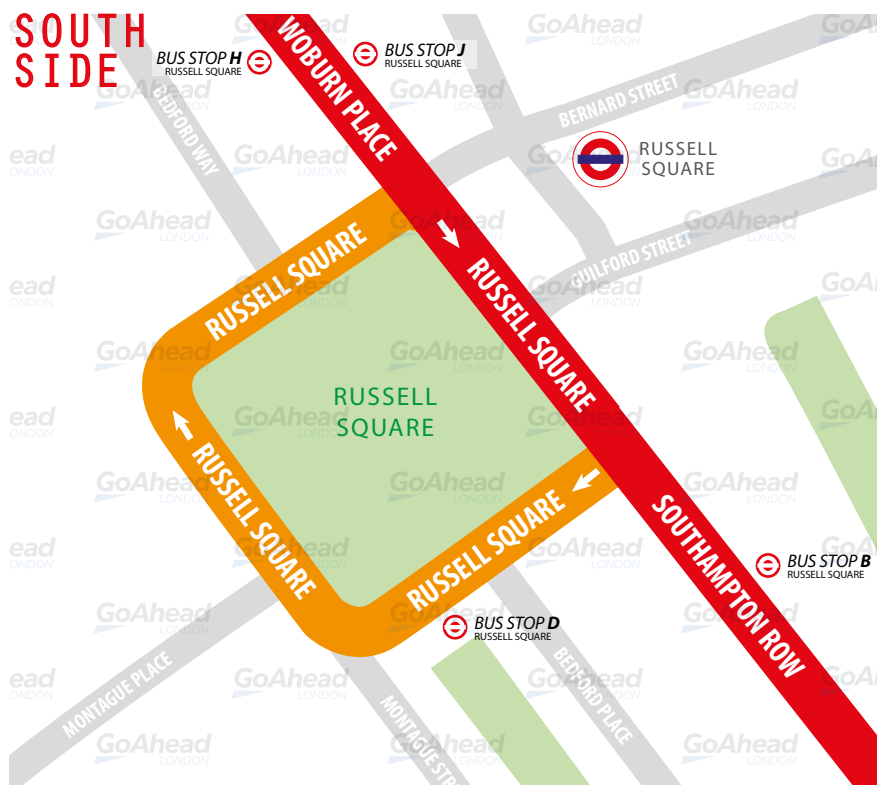 SOUTH
SIDE
BUS STOP H
RUSSELL SQUARE
WOBURN PLACE
BUS STOP J
RUSSELL SQUARE
BEDFORD WAY
BERNARD STREET
RUSSELL
SQUARE
RUSSELL SQUARE
GUILFORD STREET
RUSSELL SQUARE
RUSSELL
SQUARE
RUSSELL SQUARE
RUSSELL SQUARE
SOUTHAMPTON ROW
BUS STOP B
RUSSELL SQUARE
BUS STOP D
RUSSELL SQUARE
MONTAGUE PLACE
BEDFORD PLACE
MONTAGUE
GoAhead
LONDON